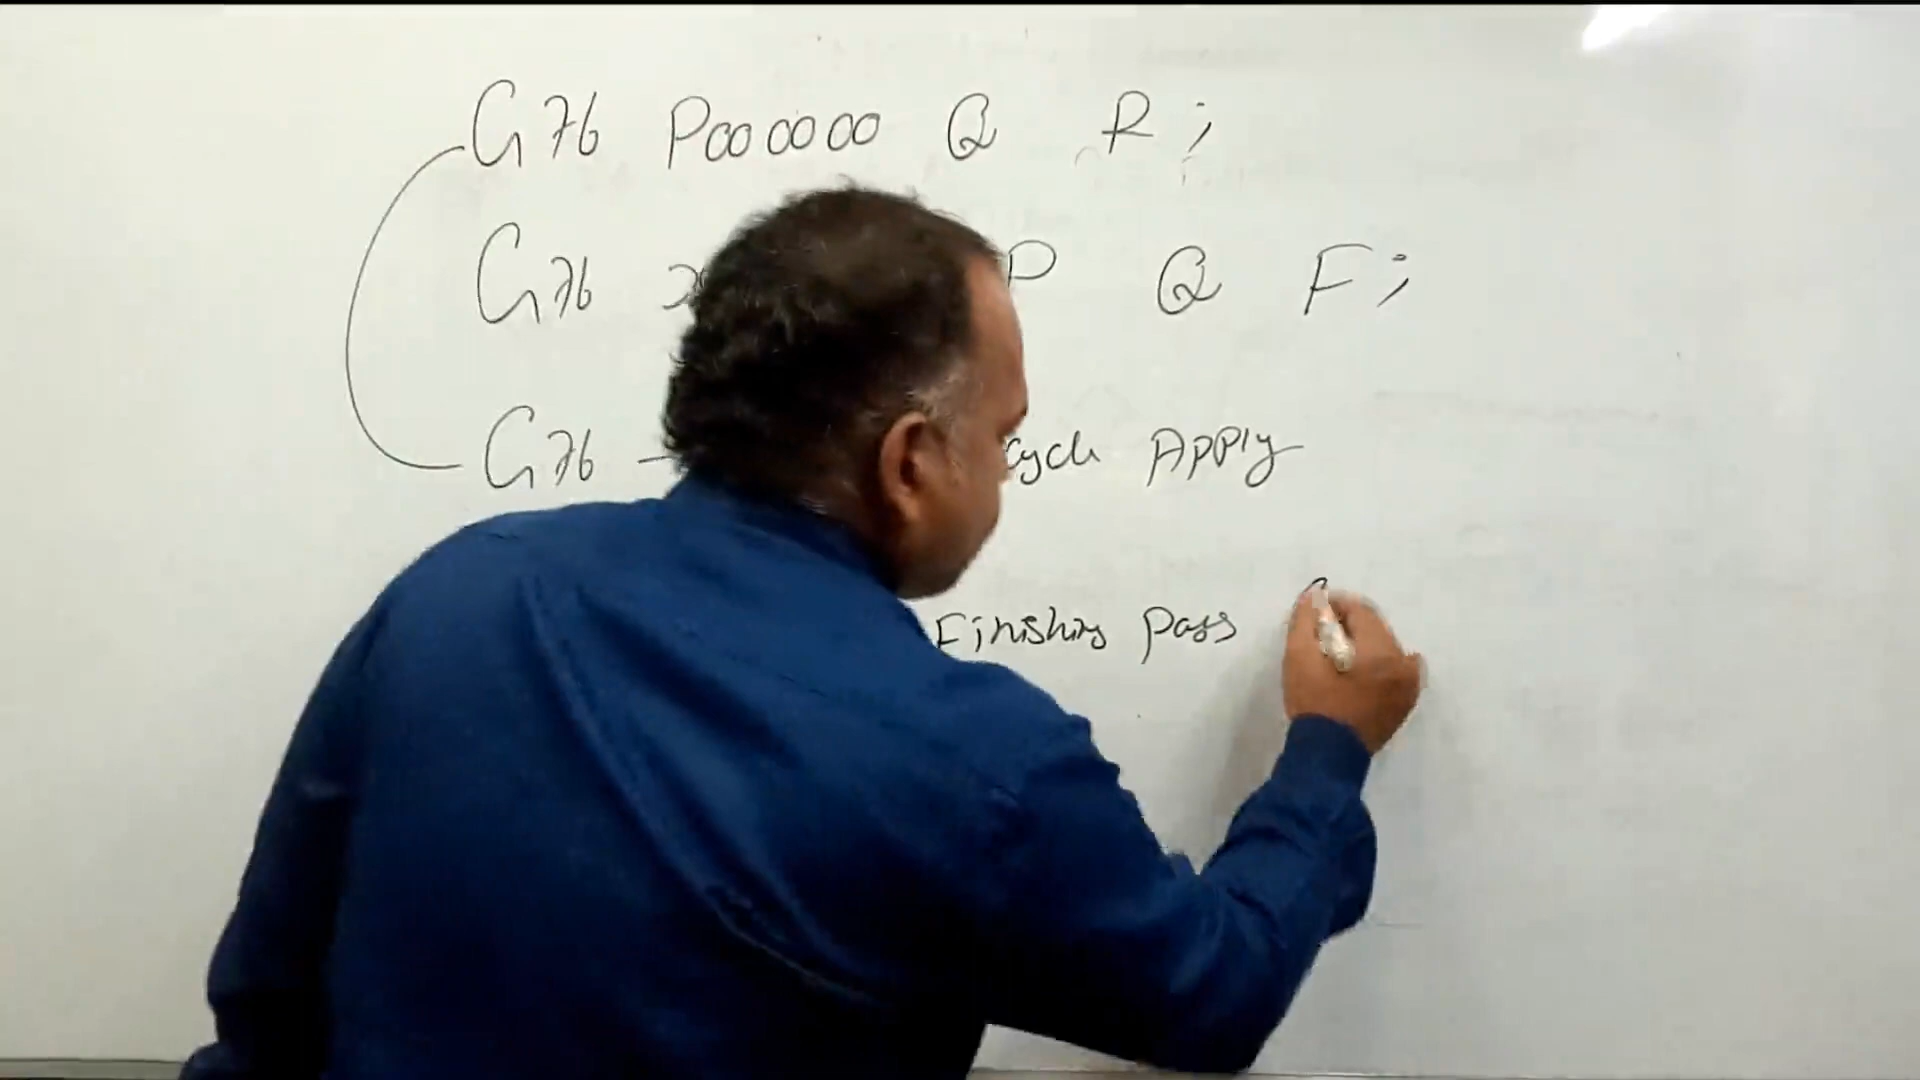 G76 P000000 Q R ;
G76 x P Q F ;
G76 - cycle Apply
Finishing Pass